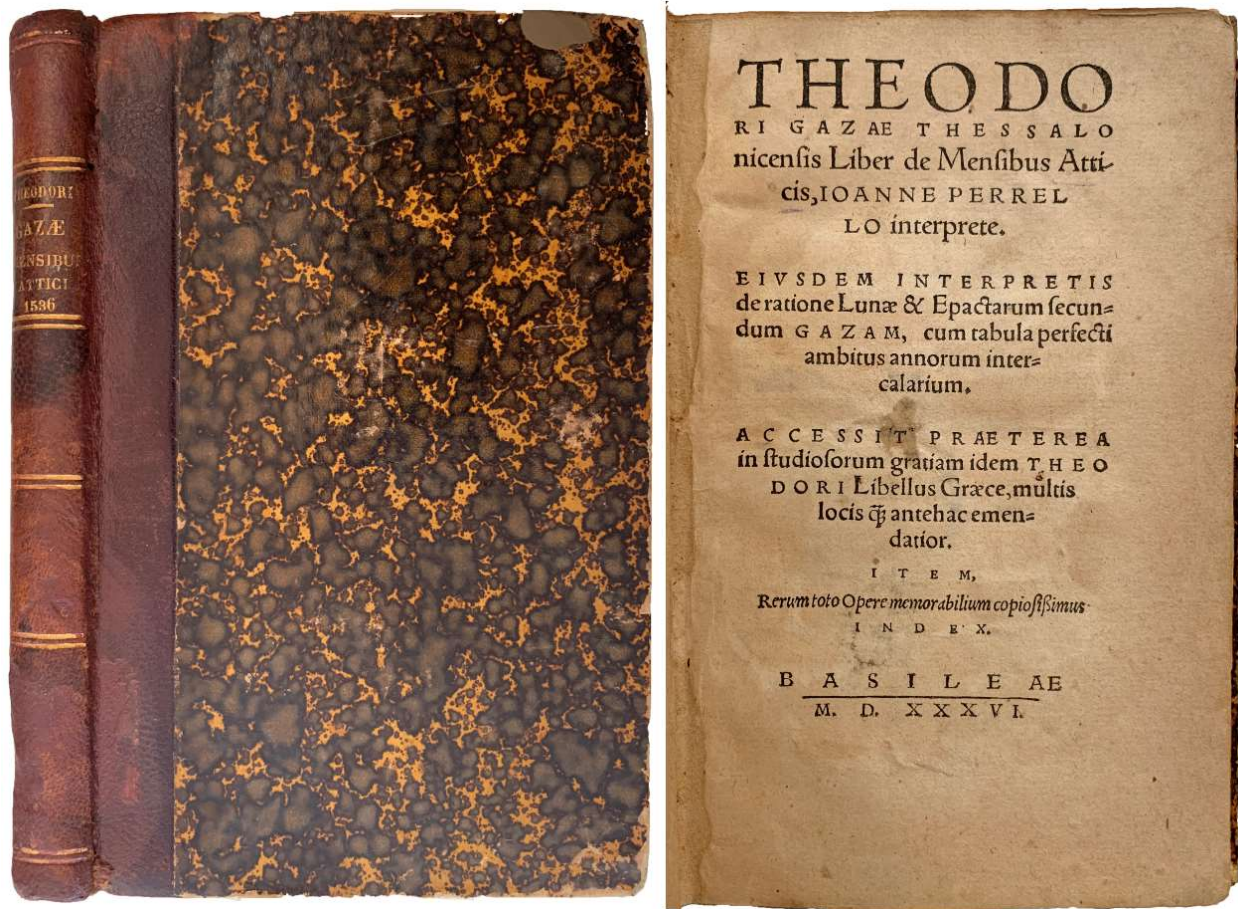 THEODORI
GAZÆ
MENSIBU
ATTICI
1536
THEODO
RI GAZAE THESSALO
nicenſis Liber de Menſibus Atti-
cis, IOANNE PERREL
LO interprete.
EIVSDEM INTERPRETIS
de ratione Lunæ & Epactarum ſecun=
dum GAZAM, cum tabula perfecti
ambitus annorum inter=
calarium.
ACCESSIT PRAETEREA
in ſtudioſorum gratiam idem THEO
DORI Libellus Græce, multis
locis ꝗ̃ antehac emen=
datior.
ITEM,
Rerum toto Opere memorabilium copioſißimus
INDEX.
BASILEAE
M. D. XXXVI.